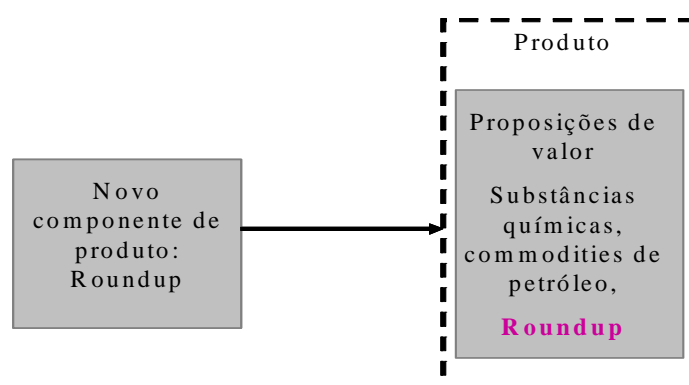 Produto
Proposições de
valor
Substâncias
químicas,
commodities de
petróleo,
Roundup
Novo
componente de
produto:
Roundup